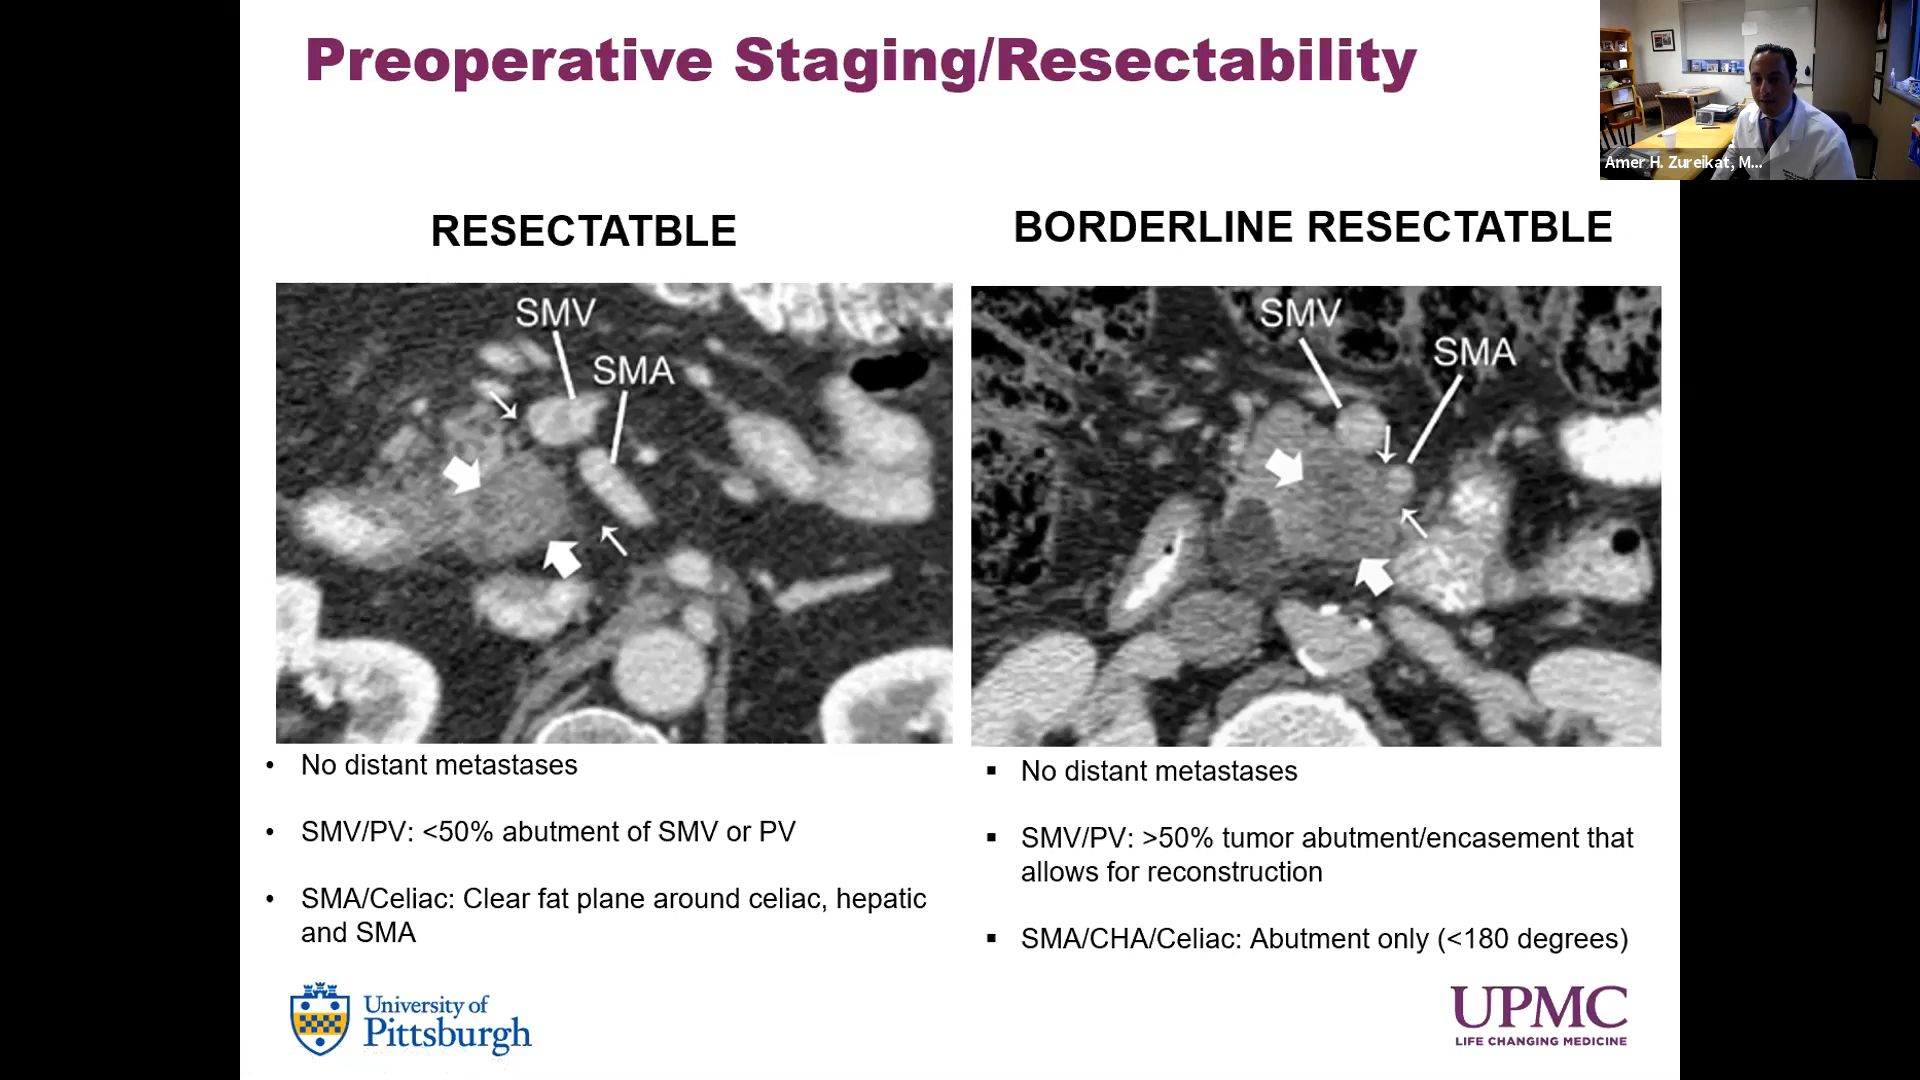 Preoperative Staging/Resectability
Amer H. Zureikat, M...
RESECTATBLE
BORDERLINE RESECTATBLE
SMV
SMA
SMV
SMA
• No distant metastases
• SMV/PV: <50% abutment of SMV or PV
• SMA/Celiac: Clear fat plane around celiac, hepatic
and SMA
▪ No distant metastases
▪ SMV/PV: >50% tumor abutment/encasement that
allows for reconstruction
▪ SMA/CHA/Celiac: Abutment only (<180 degrees)
University of
Pittsburgh
UPMC
LIFE CHANGING MEDICINE